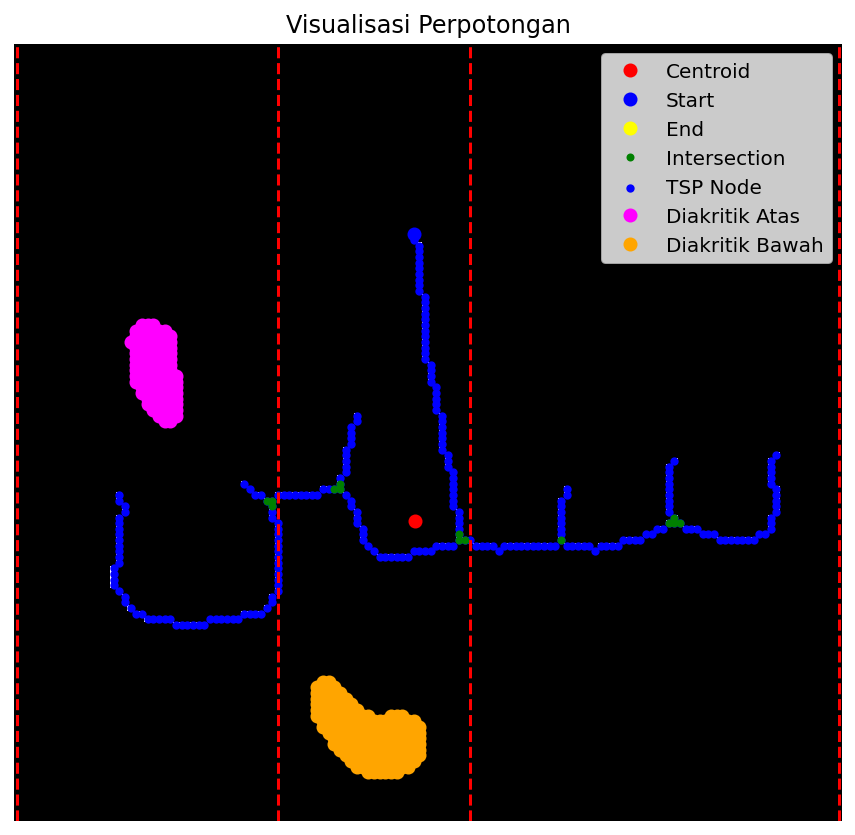 Visualisasi Perpotongan
Centroid
Start
End
Intersection
TSP Node
Diakritik Atas
Diakritik Bawah